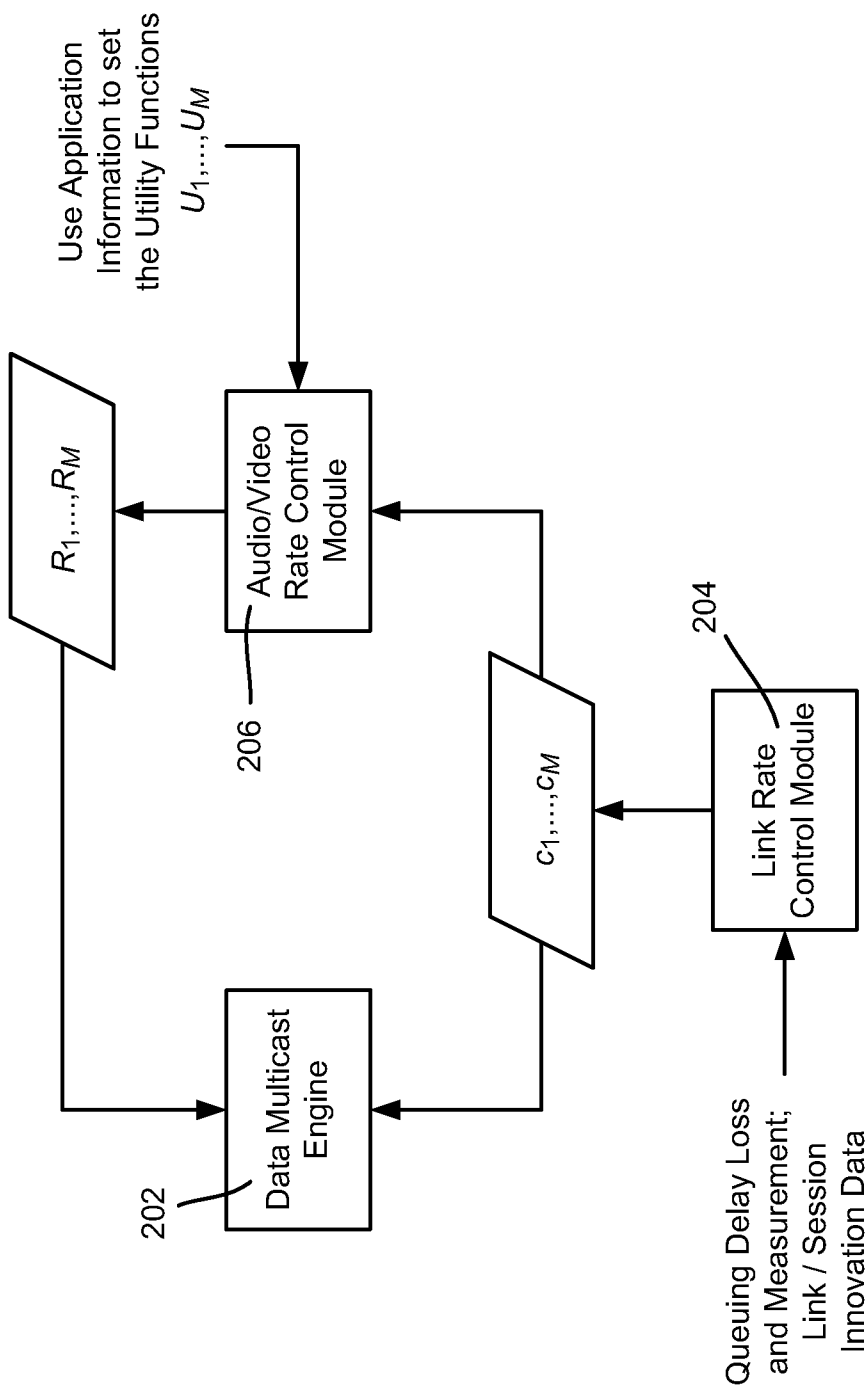 Use Application
Information to set
the Utility Functions
U1,...,UM
R1,...,RM
Audio/Video
Rate Control
Module
206
202
Data Multicast
Engine
c1,...,cM
204
Link Rate
Control Module
Queuing Delay Loss
and Measurement;
Link / Session
Innovation Data